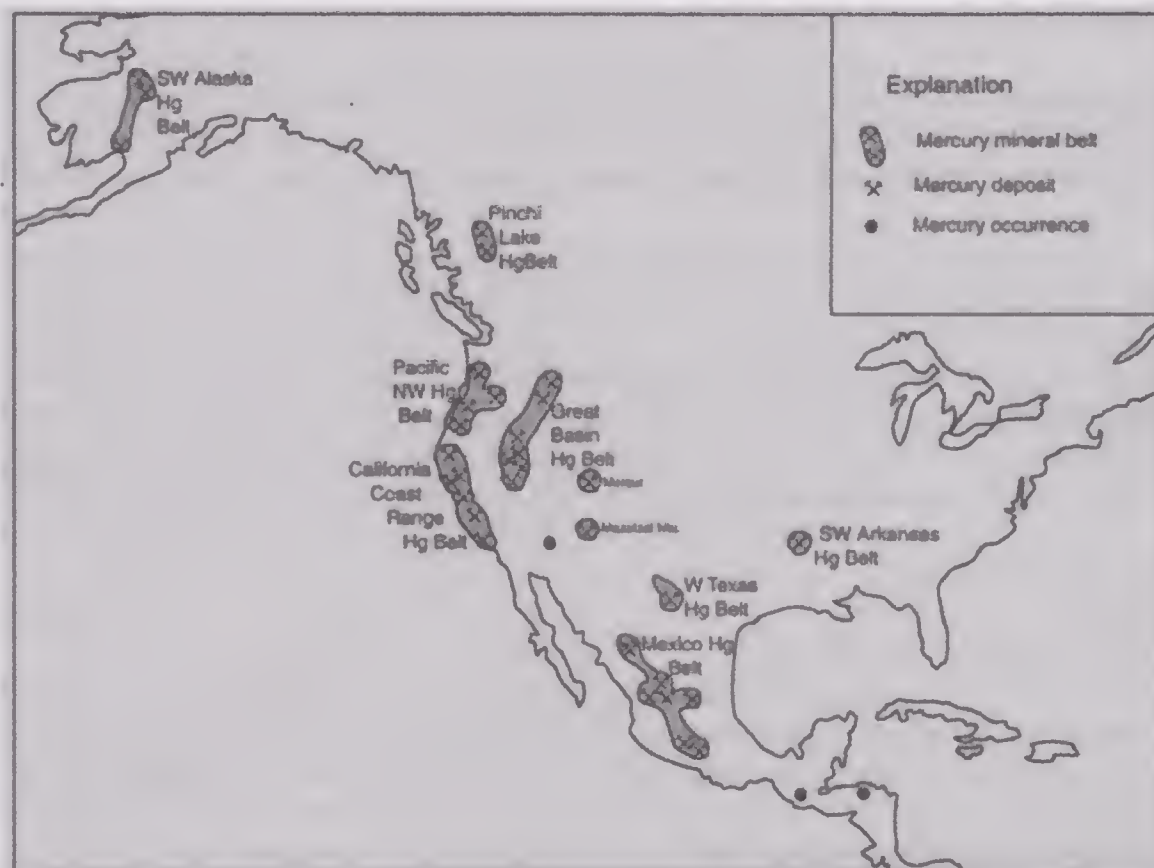 SW Alaska
Hg
Belt
Explanation
Mercury mineral belt
Mercury deposit
Mercury occurrence
Pinchi
Lake
HgBelt
Pacific
NW Hg
Belt
Great
Basin
Hg Belt
California
Coast
Range
Hg Belt
Mercur
SW Arkansas
Hg Belt
W Texas
Hg Belt
Mexico Hg
Belt